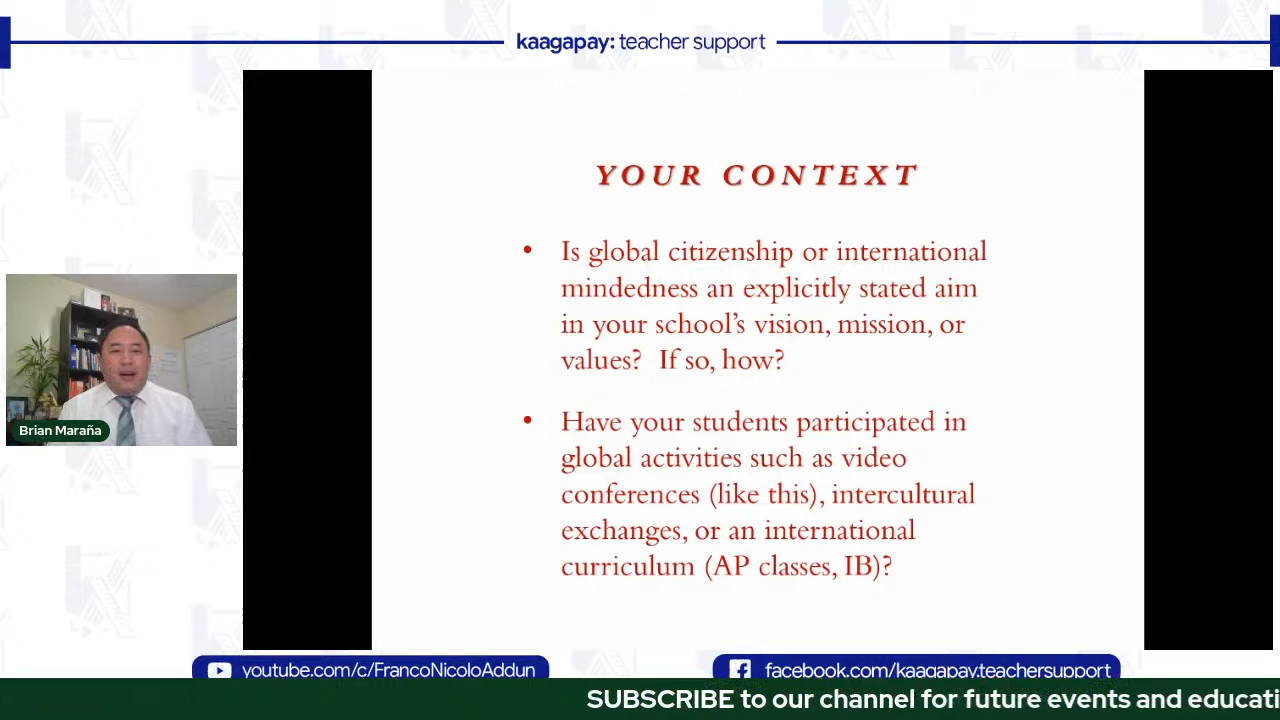 kaagapay: teacher support
YOUR CONTEXT
• Is global citizenship or international
mindedness an explicitly stated aim
in your school's vision, mission, or
values? If so, how?
• Have your students participated in
global activities such as video
conferences (like this), intercultural
exchanges, or an international
curriculum (AP classes, IB)?
Brian Maraña
youtube.com/c/FrancoNicoloAddun
facebook.com/kaagapay.teachersupport
SUBSCRIBE to our channel for future events and educati